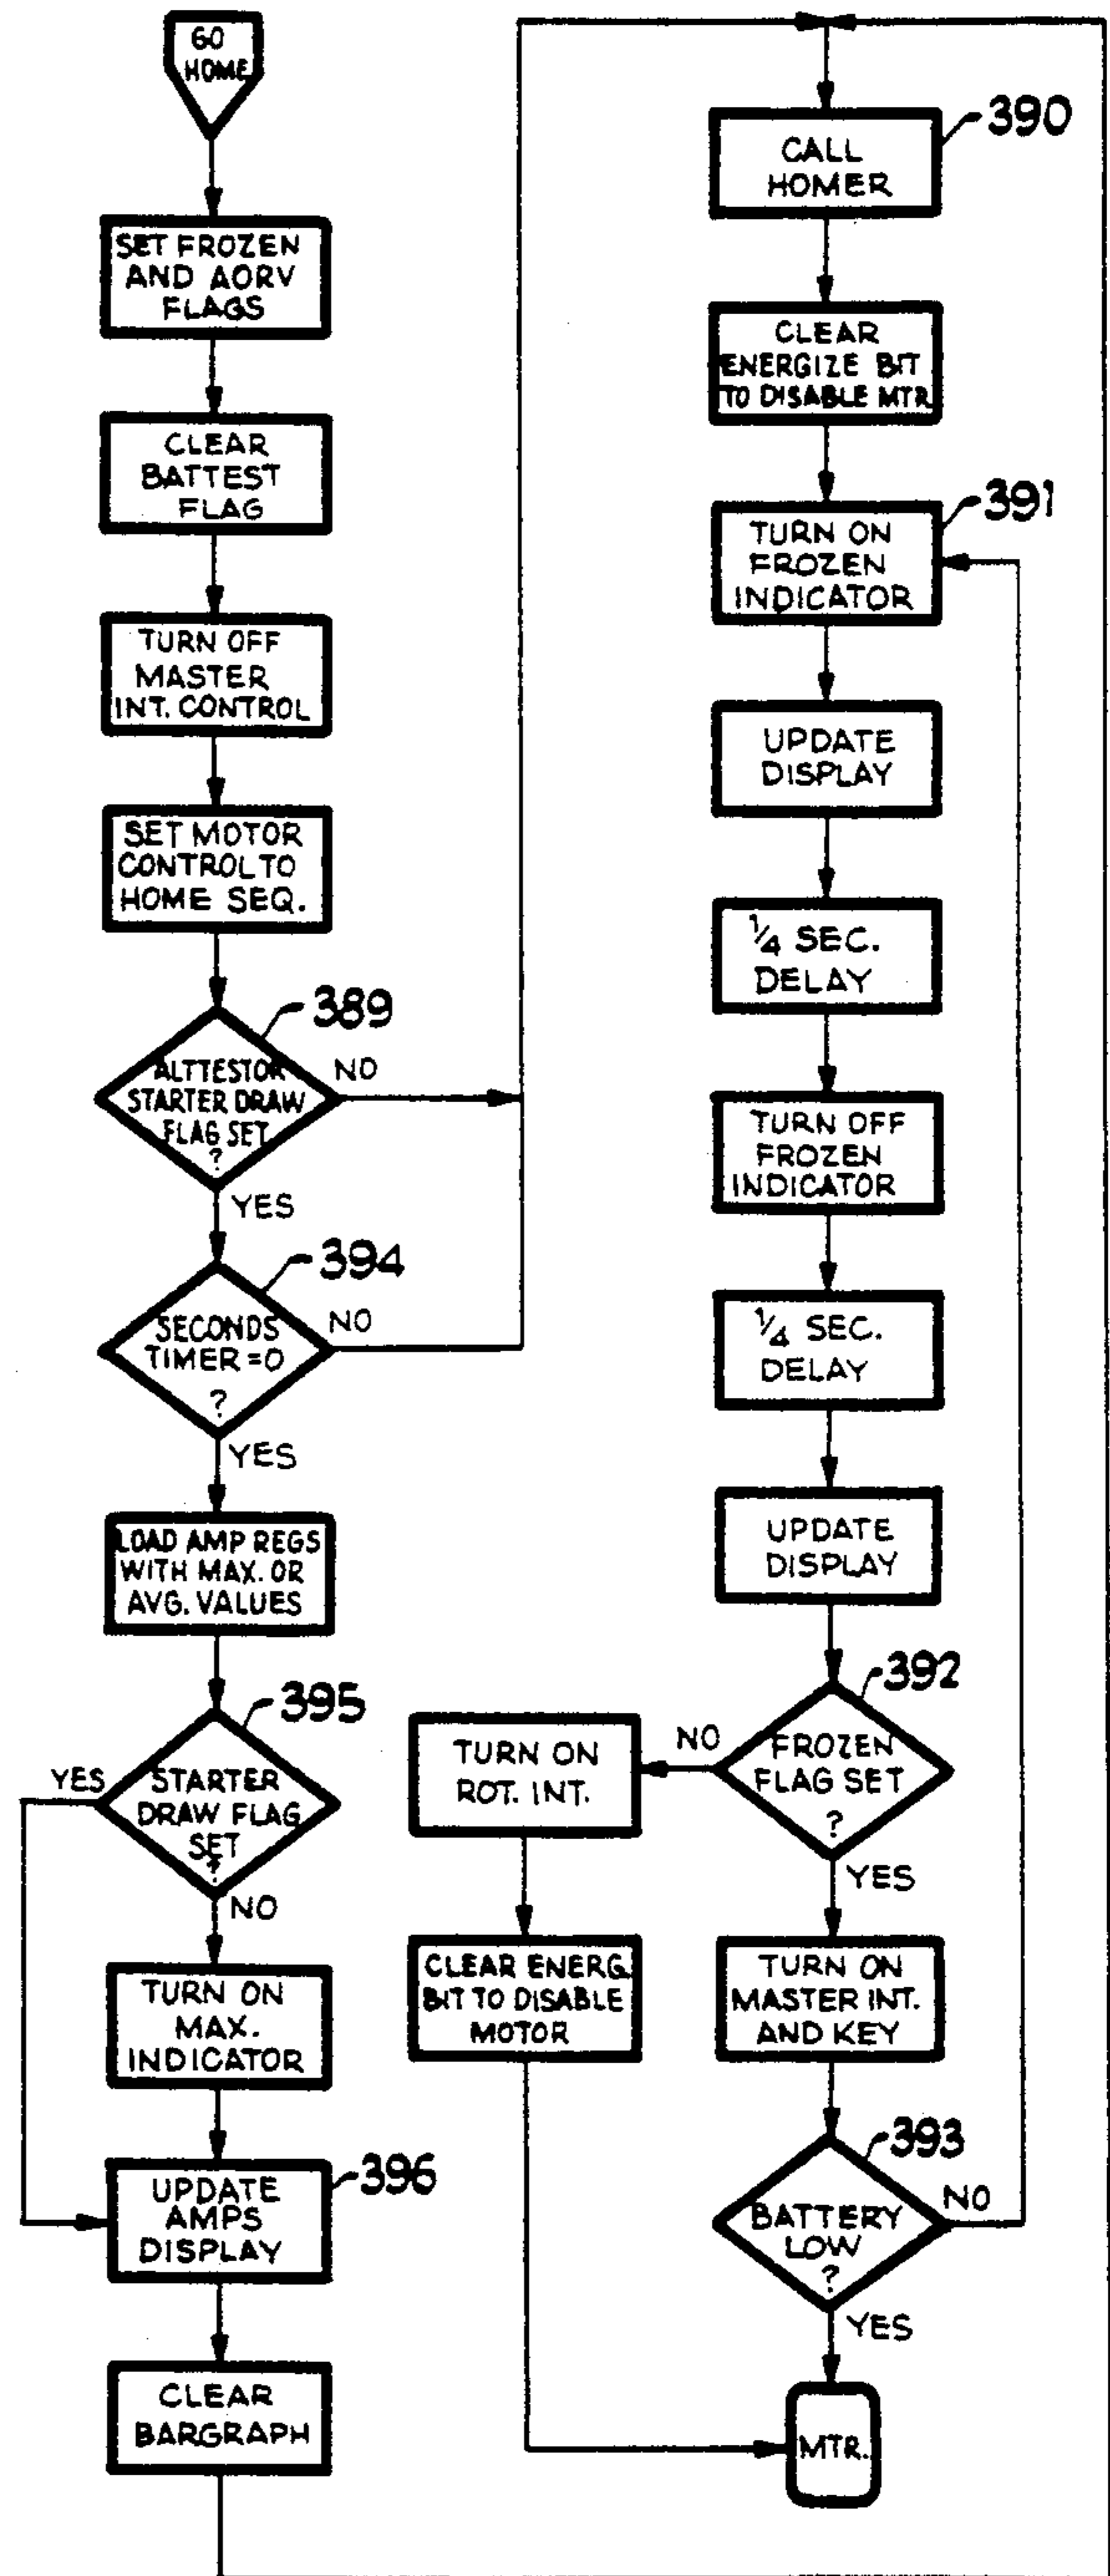 GO
HOME
SET FROZEN
AND AORV
FLAGS
CLEAR
BATTEST
FLAG
TURN OFF
MASTER
INT. CONTROL
SET MOTOR
CONTROL TO
HOME SEQ.
389
ALTTESTOR
STARTER DRAW
FLAG SET
?
NO
YES
394
SECONDS
TIMER=0
?
NO
YES
LOAD AMP REGS
WITH MAX. OR
AVG. VALUES
395
YES
STARTER
DRAW FLAG
SET
?
NO
TURN ON
MAX.
INDICATOR
396
UPDATE
AMPS
DISPLAY
CLEAR
BARGRAPH
390
CALL
HOMER
CLEAR
ENERGIZE BIT
TO DISABLE MTR
391
TURN ON
FROZEN
INDICATOR
UPDATE
DISPLAY
1/4 SEC.
DELAY
TURN OFF
FROZEN
INDICATOR
1/4 SEC.
DELAY
UPDATE
DISPLAY
392
FROZEN
FLAG SET
?
NO
YES
TURN ON
ROT. INT.
CLEAR ENERG.
BIT TO DISABLE
MOTOR
TURN ON
MASTER INT.
AND KEY
393
BATTERY
LOW
?
NO
YES
MTR.